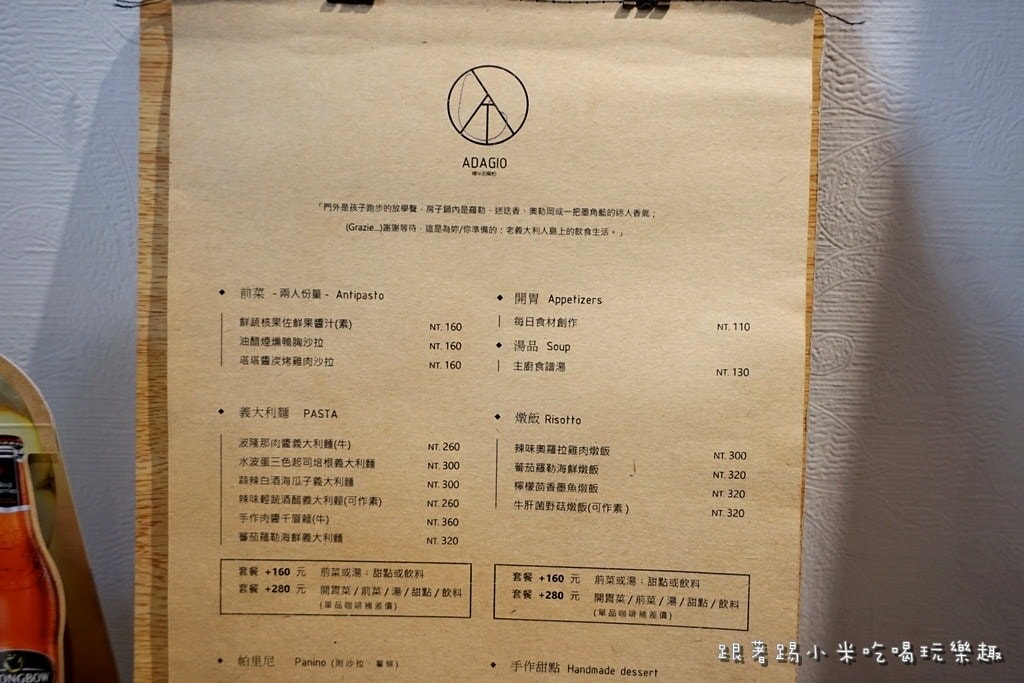 ADAGIO
「門外是孩子跑步的放學聲、房子鍋內是羅勒、迷迭香、奧勒岡或一把墨角藍的迷人香氣；
(Grazie...)謝謝等待，這是為妳/你準備的：老義大利人島上的飲食生活。」
前菜 - 兩人份量 - Antipasto
鮮蔬核果佐鮮果醬汁(素) NT. 160
油醋煙燻鴨胸沙拉 NT. 160
塔塔醬炭烤雞肉沙拉 NT. 160
開胃 Appetizers
每日食材創作 NT. 110
湯品 Soup
主廚食譜湯 NT. 130
義大利麵 PASTA
波隆那肉醬義大利麵(牛) NT. 260
水波蛋三色起司培根義大利麵 NT. 300
蒜辣白酒海瓜子義大利麵 NT. 300
辣味輕蔬酒醋義大利麵(可作素) NT. 260
手作肉醬千層麵(牛) NT. 360
蕃茄羅勒海鮮義大利麵 NT. 320
套餐 +160 元 前菜或湯；甜點或飲料
套餐 +280 元 開胃菜 / 前菜 / 湯 / 甜點 / 飲料
(單品咖啡補差價)
燉飯 Risotto
辣味奧羅拉雞肉燉飯 NT. 300
蕃茄羅勒海鮮燉飯 NT. 320
檸檬茴香墨魚燉飯 NT. 320
牛肝菌野菇燉飯(可作素) NT. 320
套餐 +160 元 前菜或湯；甜點或飲料
套餐 +280 元 開胃菜 / 前菜 / 湯 / 甜點 / 飲料
(單品咖啡補差價)
帕里尼 Panino (附沙拉、薯條)
手作甜點 Handmade dessert
跟著踢小米吃喝玩樂趣